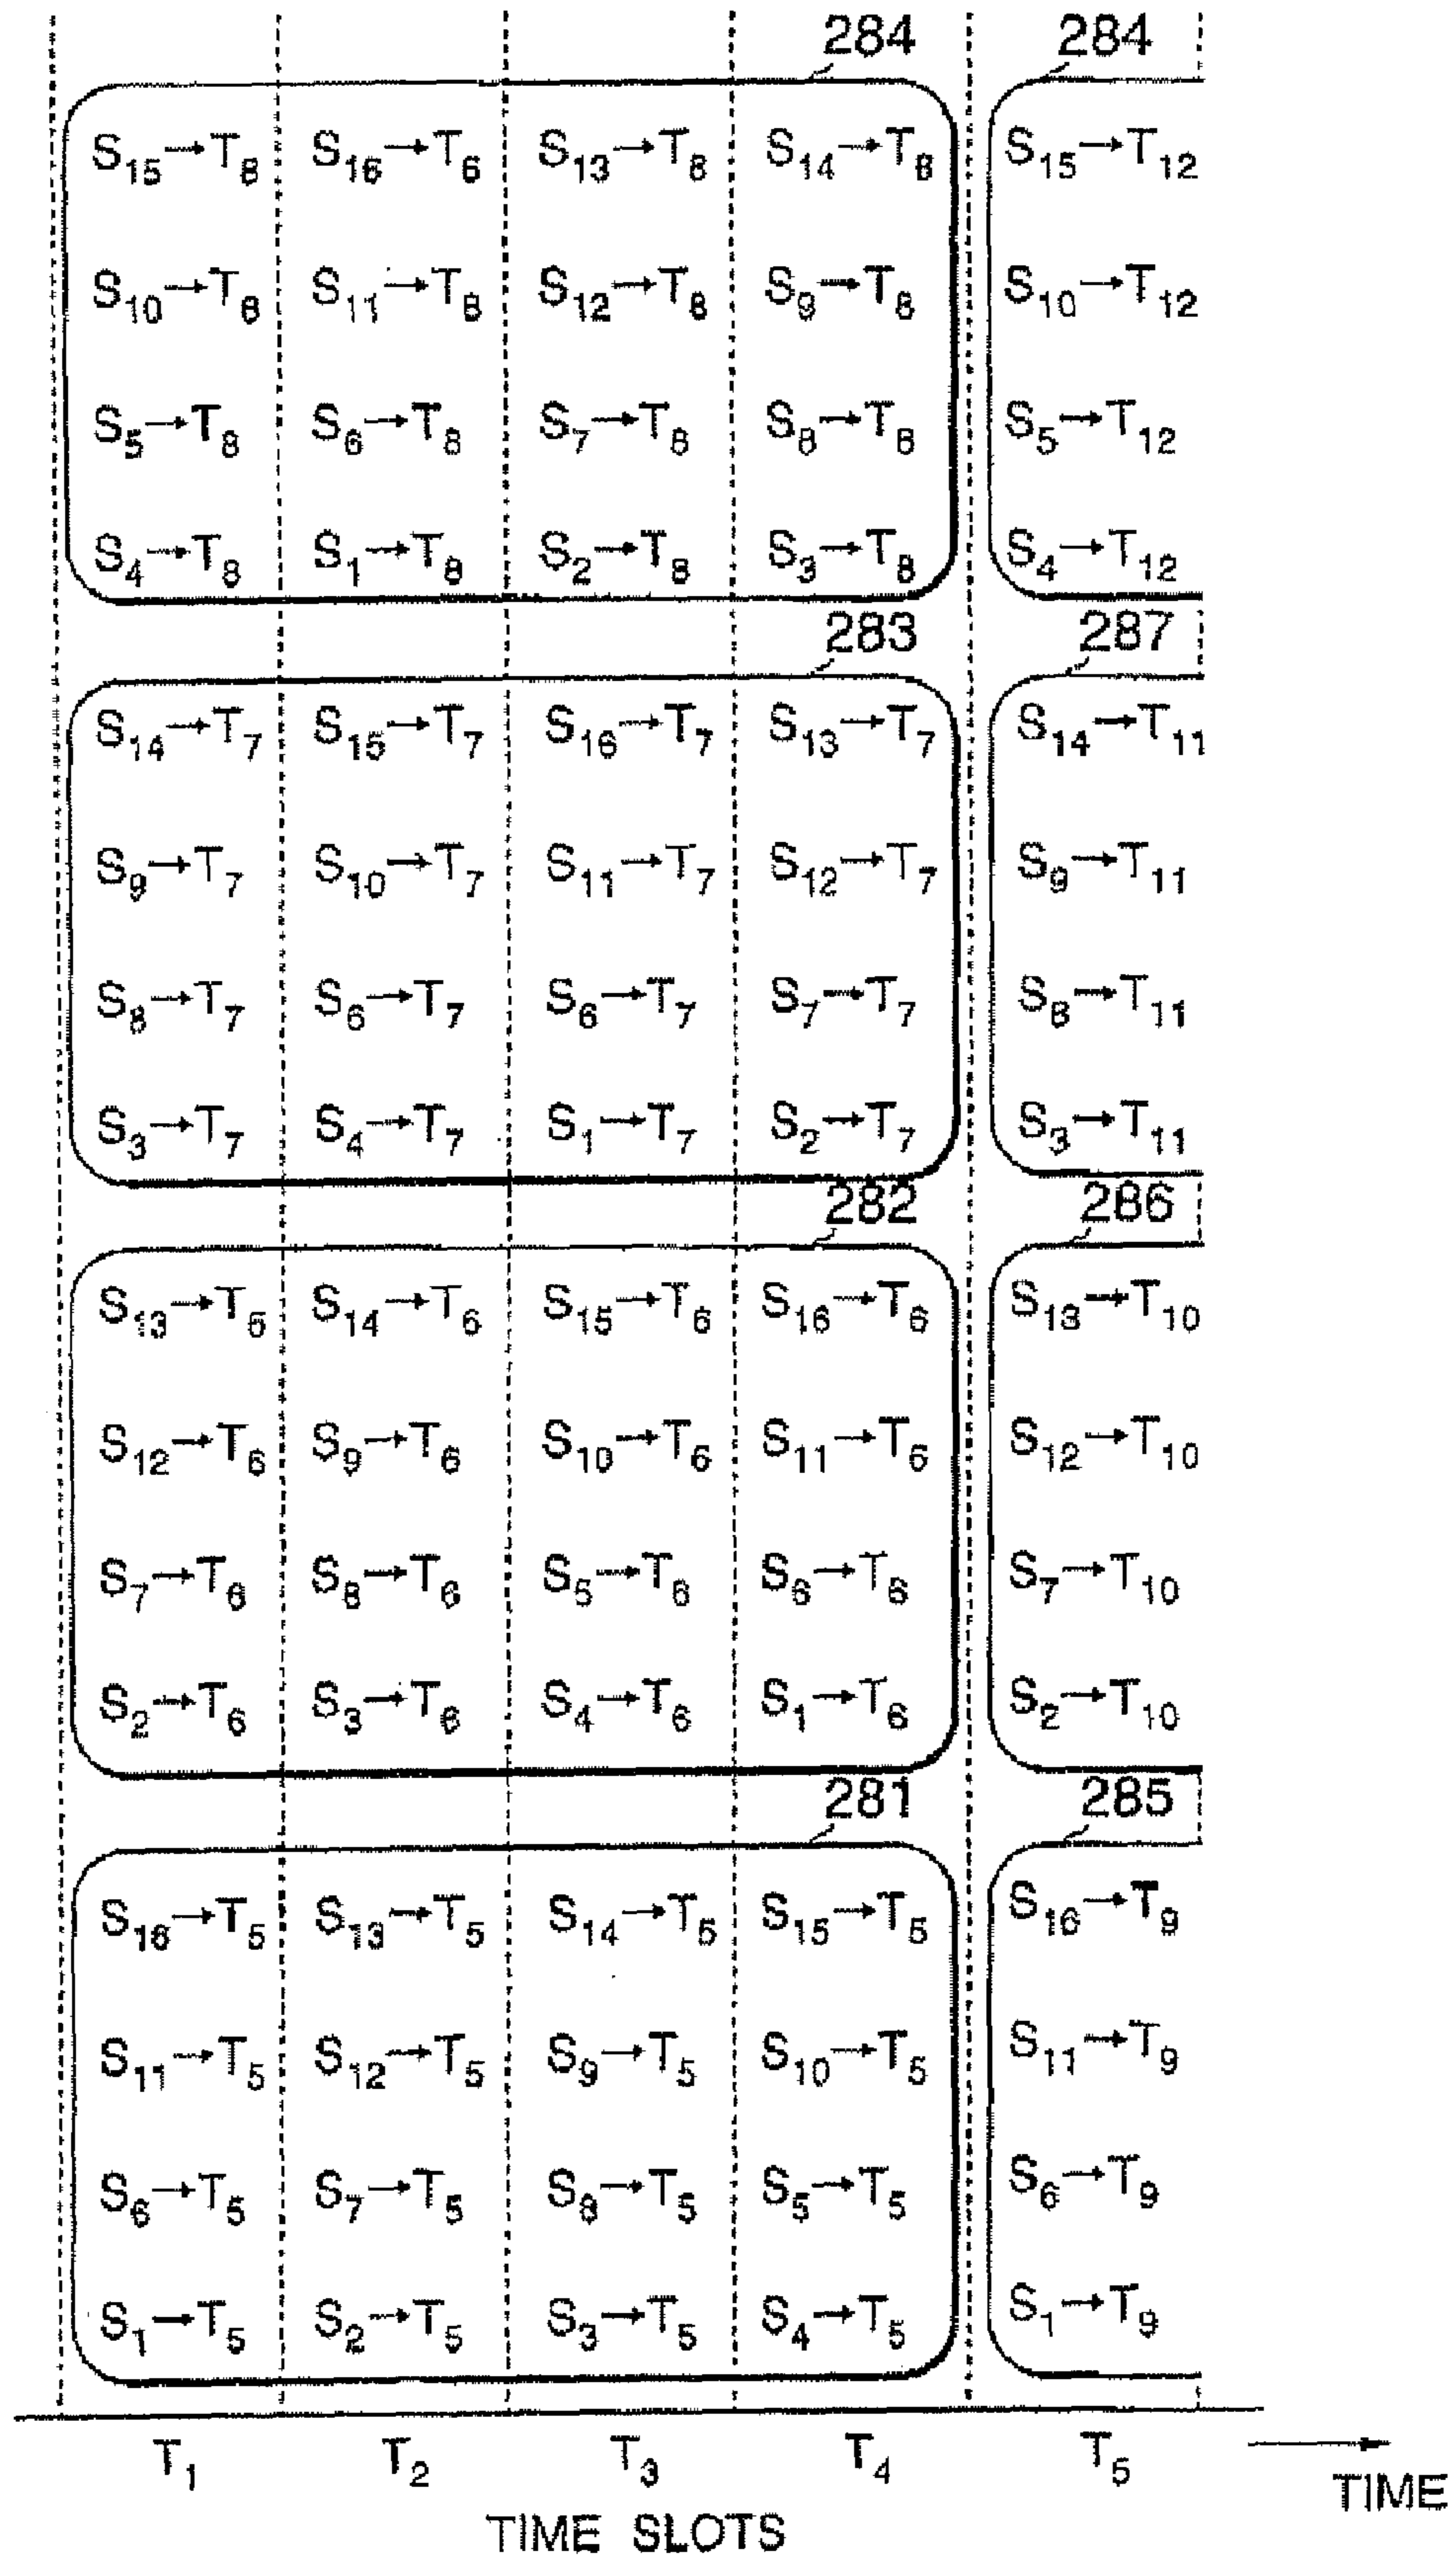 284 284
S15→T8 S16→T6 S13→T8 S14→T8 S15→T12
S10→T8 S11→T8 S12→T8 S9→T8 S10→T12
S5→T8 S6→T8 S7→T8 S8→T8 S5→T12
S4→T8 S1→T8 S2→T8 S3→T8 S4→T12
283 287
S14→T7 S15→T7 S16→T7 S13→T7 S14→T11
S9→T7 S10→T7 S11→T7 S12→T7 S9→T11
S8→T7 S6→T7 S6→T7 S7→T7 S8→T11
S3→T7 S4→T7 S1→T7 S2→T7 S3→T11
282 286
S13→T6 S14→T6 S15→T6 S16→T6 S13→T10
S12→T6 S9→T6 S10→T6 S11→T6 S12→T10
S7→T6 S8→T6 S5→T6 S6→T6 S7→T10
S2→T6 S3→T6 S4→T6 S1→T6 S2→T10
281 285
S16→T5 S13→T5 S14→T5 S15→T5 S16→T9
S11→T5 S12→T5 S9→T5 S10→T5 S11→T9
S6→T5 S7→T5 S8→T5 S5→T5 S6→T9
S1→T5 S2→T5 S3→T5 S4→T5 S1→T9
T1 T2 T3 T4 T5
TIME
TIME SLOTS